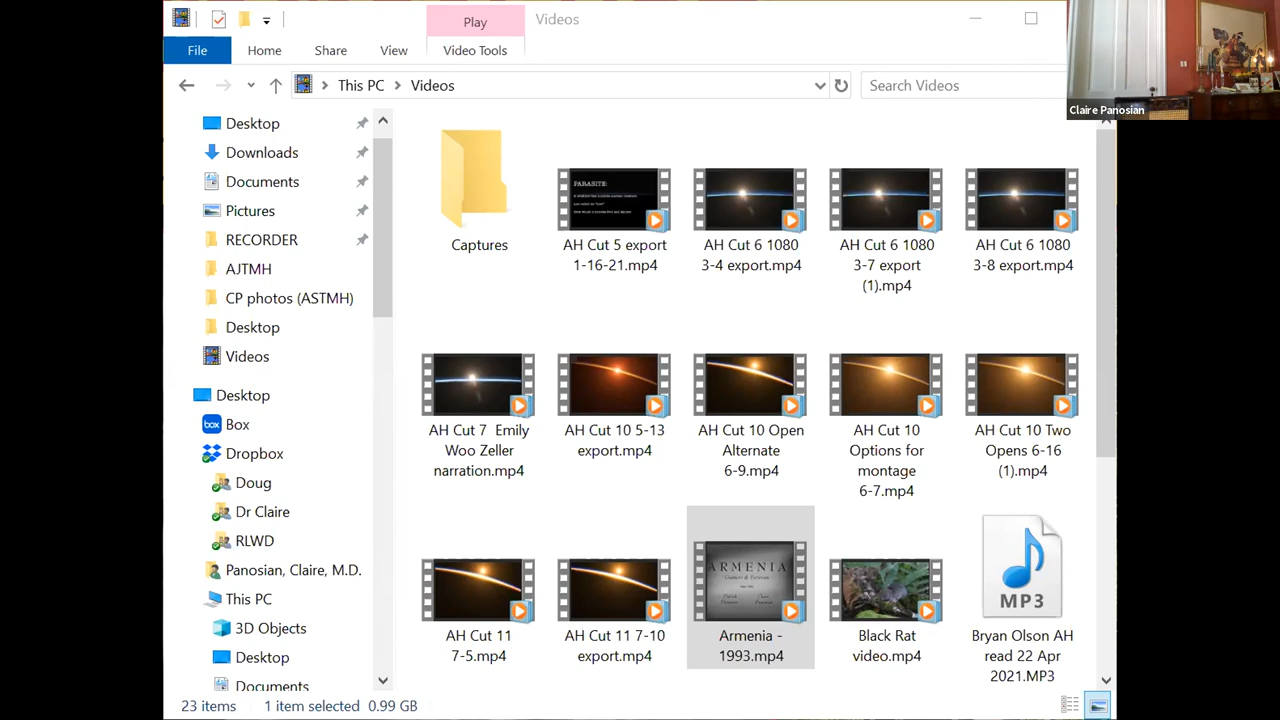 Play
Videos
File
Home
Share
View
Video Tools
This PC
Videos
Search Videos
Claire Panosian
Desktop
Downloads
Documents
Pictures
RECORDER
AJTMH
CP photos (ASTMH)
Desktop
Videos
Desktop
box
Box
Dropbox
Doug
Dr Claire
RLWD
Panosian, Claire, M.D.
This PC
3D Objects
Desktop
Documents
Captures
PARASITE:
AH Cut 5 export
1-16-21.mp4
AH Cut 6 1080
3-4 export.mp4
AH Cut 6 1080
3-7 export
(1).mp4
AH Cut 6 1080
3-8 export.mp4
AH Cut 7 Emily
Woo Zeller
narration.mp4
AH Cut 10 5-13
export.mp4
AH Cut 10 Open
Alternate
6-9.mp4
AH Cut 10
Options for
montage
6-7.mp4
AH Cut 10 Two
Opens 6-16
(1).mp4
AH Cut 11
7-5.mp4
AH Cut 11 7-10
export.mp4
ARMENIA
Armenia -
1993.mp4
Black Rat
video.mp4
MP3
Bryan Olson AH
read 22 Apr
2021.MP3
23 items
1 item selected 0.99 GB